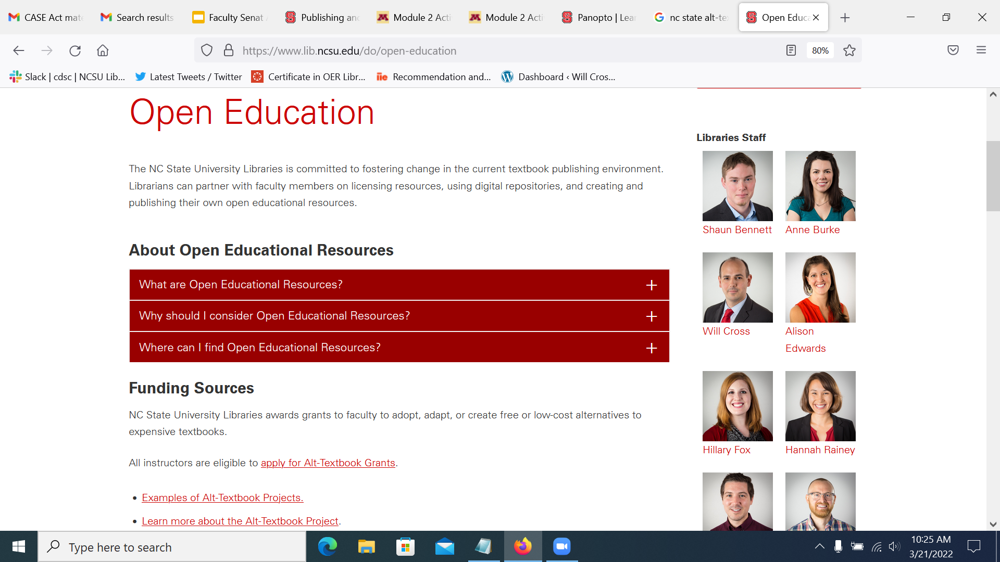 CASE Act mate
Search results
Faculty Senat
Publishing and
Module 2 Acti
Module 2 Acti
Panopto | Lea
nc state alt-te
Open Educa
https://www.lib.ncsu.edu/do/open-education
80%
Slack | cdsc | NCSU Lib...
Latest Tweets / Twitter
Certificate in OER Libr...
iie
Recommendation and...
Dashboard ‹ Will Cros...
Open Education
The NC State University Libraries is committed to fostering change in the current textbook publishing environment.
Librarians can partner with faculty members on licensing resources, using digital repositories, and creating and
publishing their own open educational resources.
About Open Educational Resources
What are Open Educational Resources?
Why should I consider Open Educational Resources?
Where can I find Open Educational Resources?
Funding Sources
NC State University Libraries awards grants to faculty to adopt, adapt, or create free or low-cost alternatives to
expensive textbooks.
All instructors are eligible to apply for Alt-Textbook Grants.
• Examples of Alt-Textbook Projects.
• Learn more about the Alt-Textbook Project.
Libraries Staff
Shaun Bennett
Anne Burke
Will Cross
Alison
Edwards
Hillary Fox
Hannah Rainey
Type here to search
10:25 AM
3/21/2022